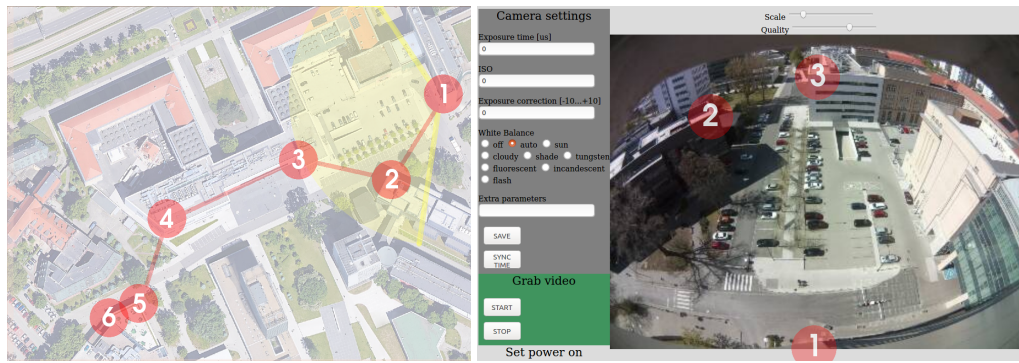 1
2
3
4
5
6
Camera settings
Exposure time [us]
0
ISO
0
Exposure correction [-10...+10]
0
White Balance
off auto sun
cloudy shade tungsten
fluorescent incandescent
flash
Extra parameters
SAVE
SYNC
TIME
Grab video
START
STOP
Set power on
Scale
Quality
3
2
1